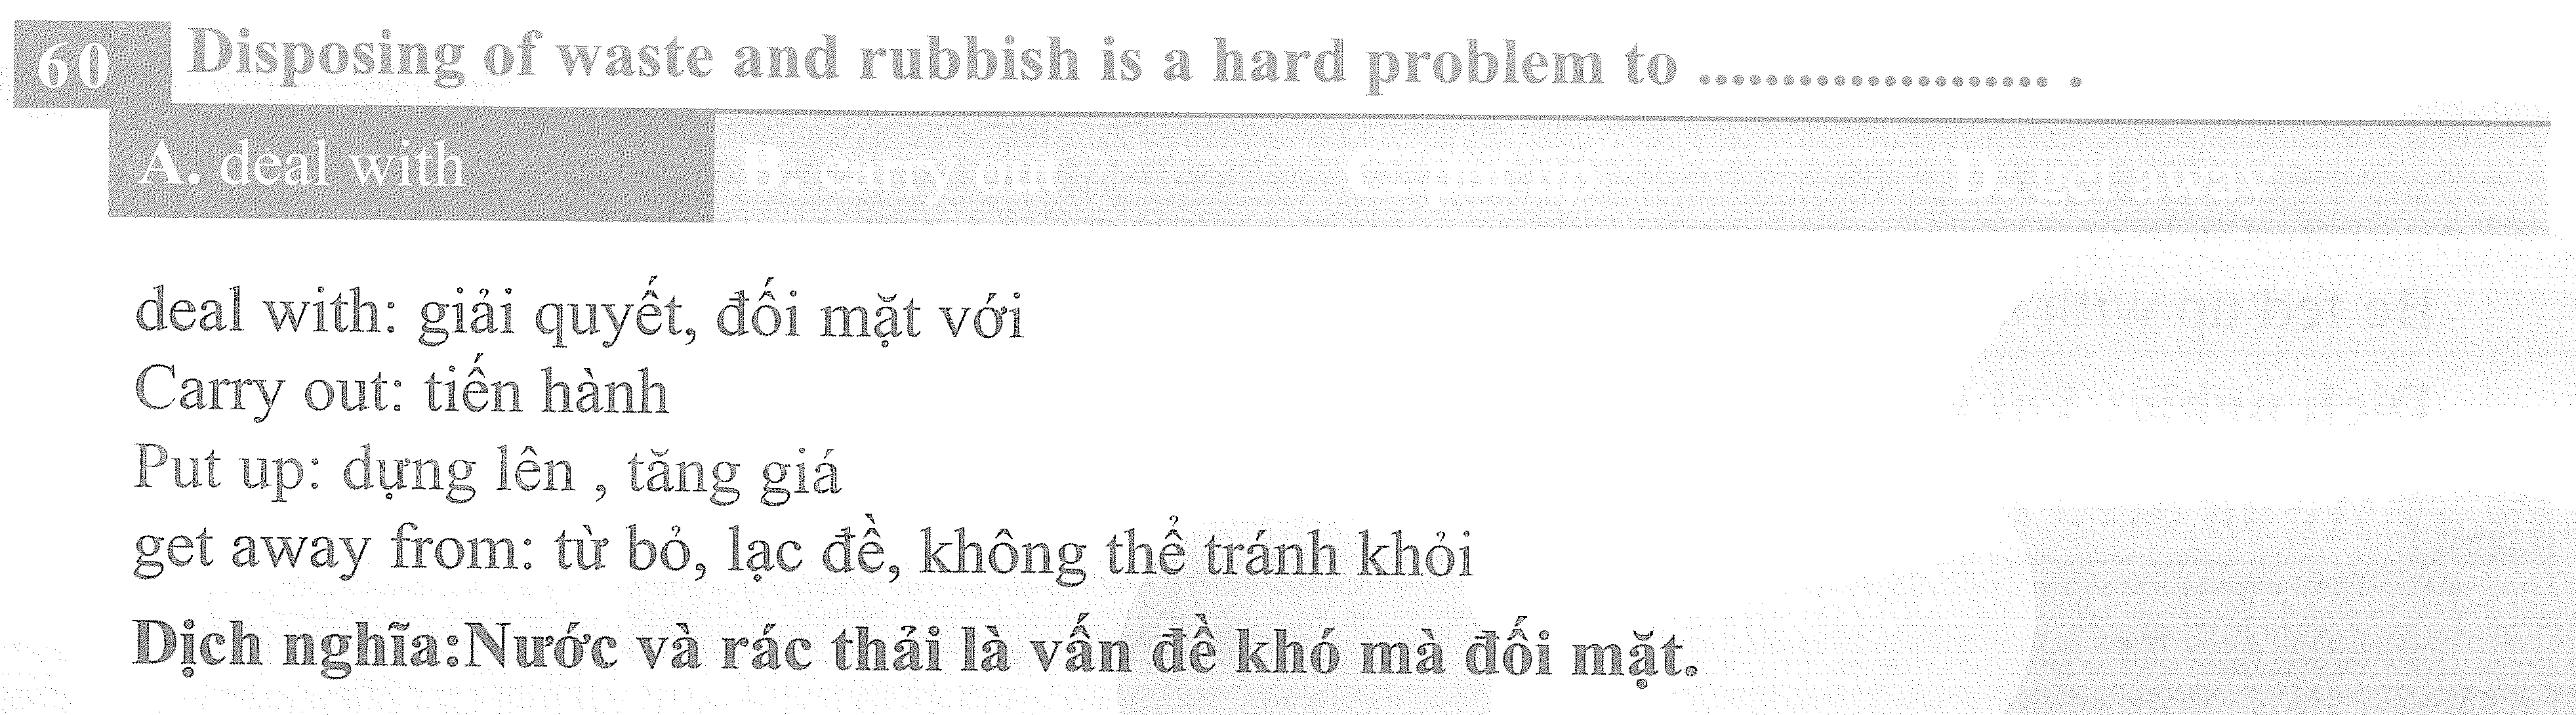 60 Disposing of waste and rubbish is a hard problem to ..................... .
A. deal with B. carry out C. put up D. get away
deal with: giải quyết, đối mặt với
Carry out: tiến hành
Put up: dựng lên , tăng giá
get away from: từ bỏ, lạc đề, không thể tránh khỏi
Dịch nghĩa:Nước và rác thải là vấn đề khó mà đối mặt.